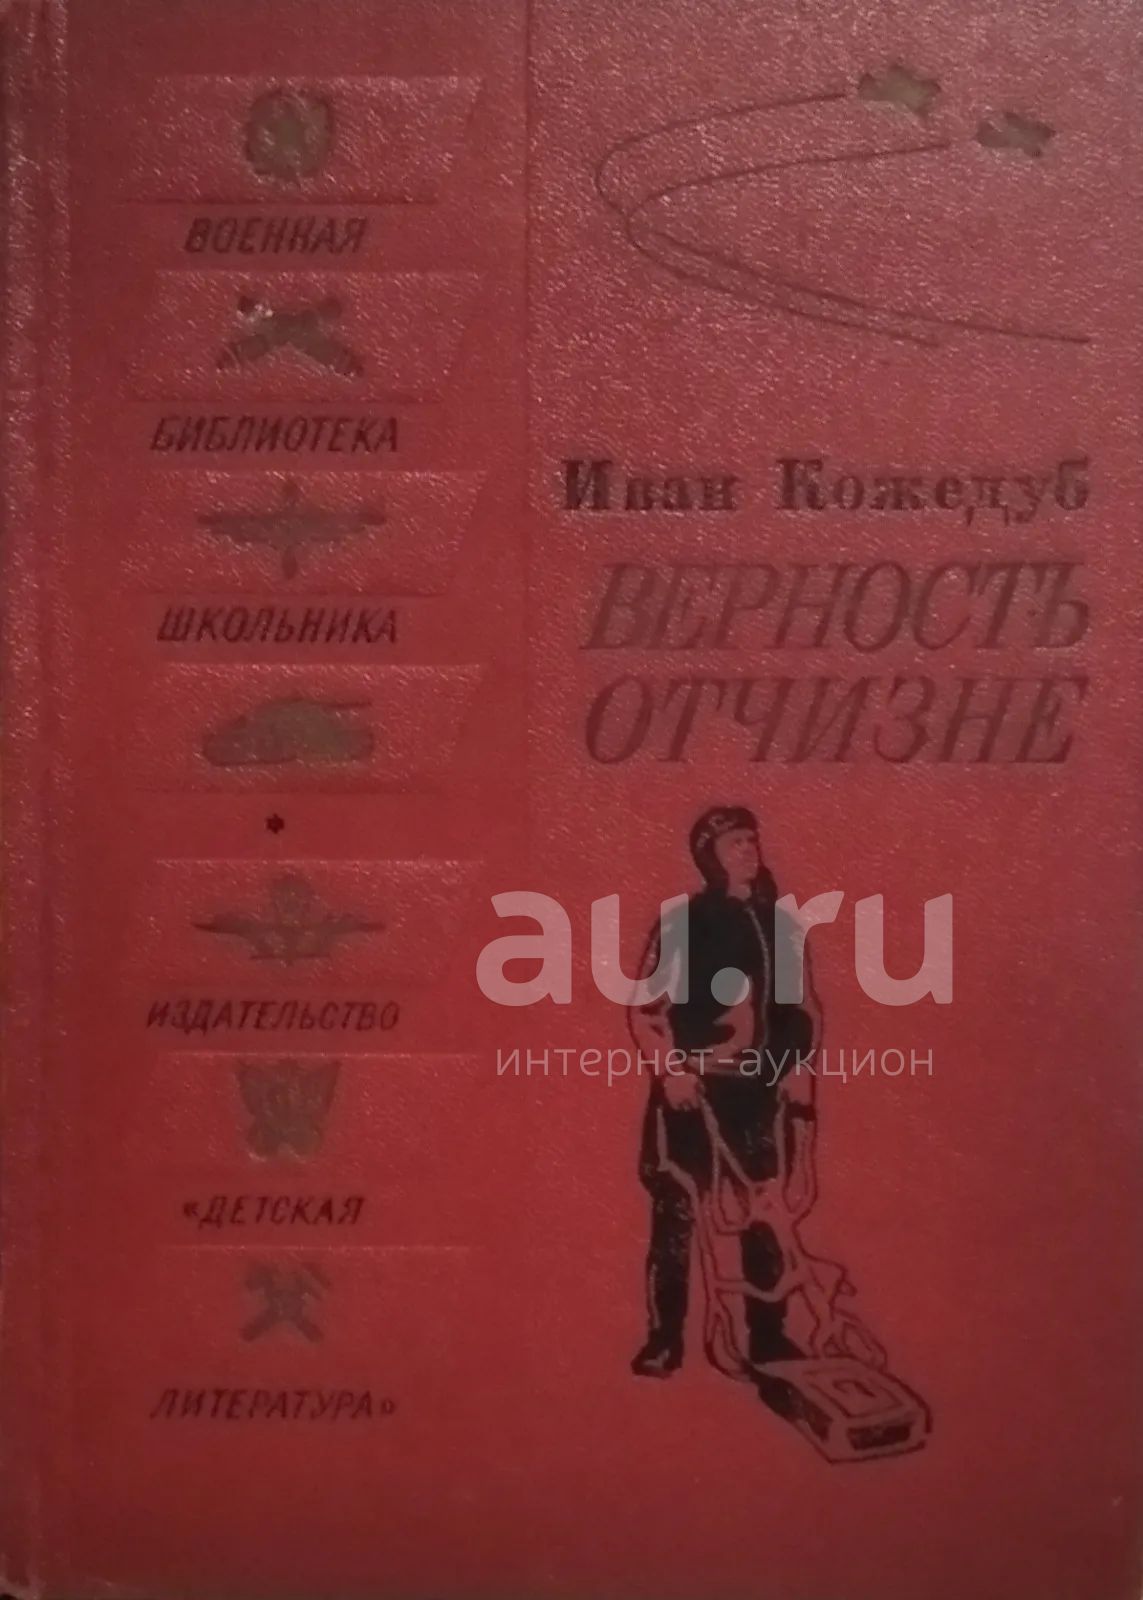 ВОЕННАЯ
БИБЛИОТЕКА
ШКОЛЬНИКА
*
ИЗДАТЕЛЬСТВО
«ДЕТСКАЯ
ЛИТЕРАТУРА»
Иван Кожедуб
ВЕРНОСТЬ
ОТЧИЗНЕ
au.ru
интернет-аукцион